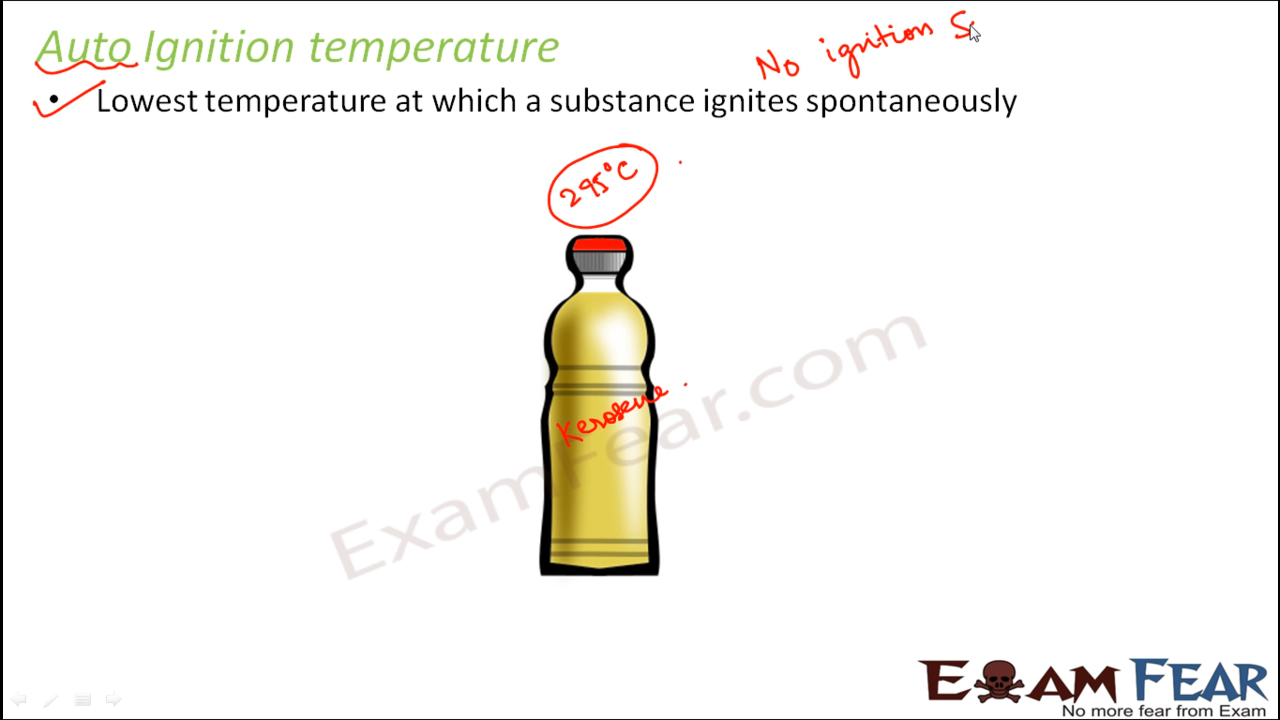 Auto Ignition temperature
No ignition S
• Lowest temperature at which a substance ignites spontaneously
295°C
Kerosene.
ExamFear.com
EXAM FEAR
No more fear from Exam